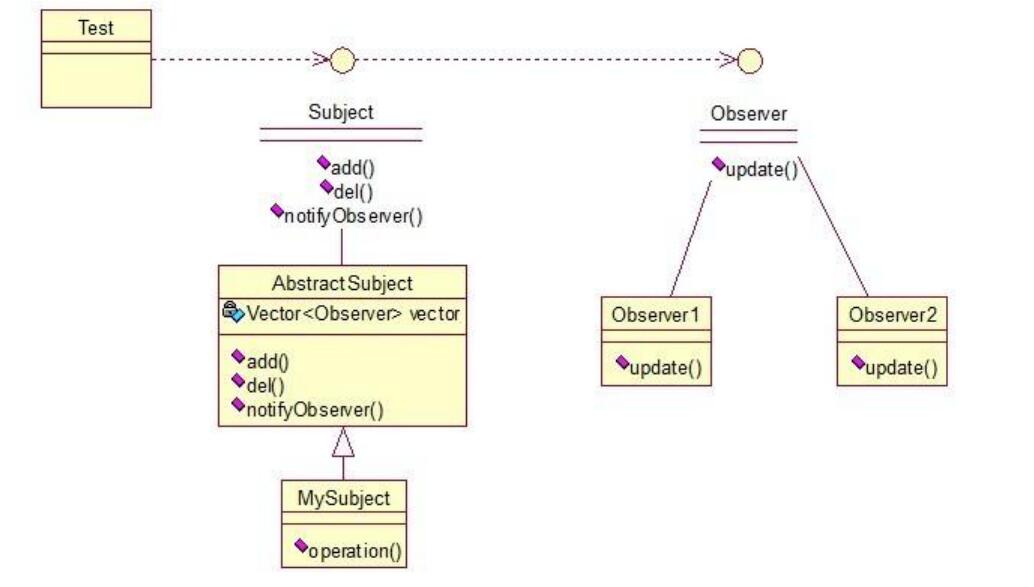 Test
Subject
add()
del()
notifyObserver()
Observer
update()
AbstractSubject
Vector<Observer> vector
add()
del()
notifyObserver()
Observer1
update()
Observer2
update()
MySubject
operation()